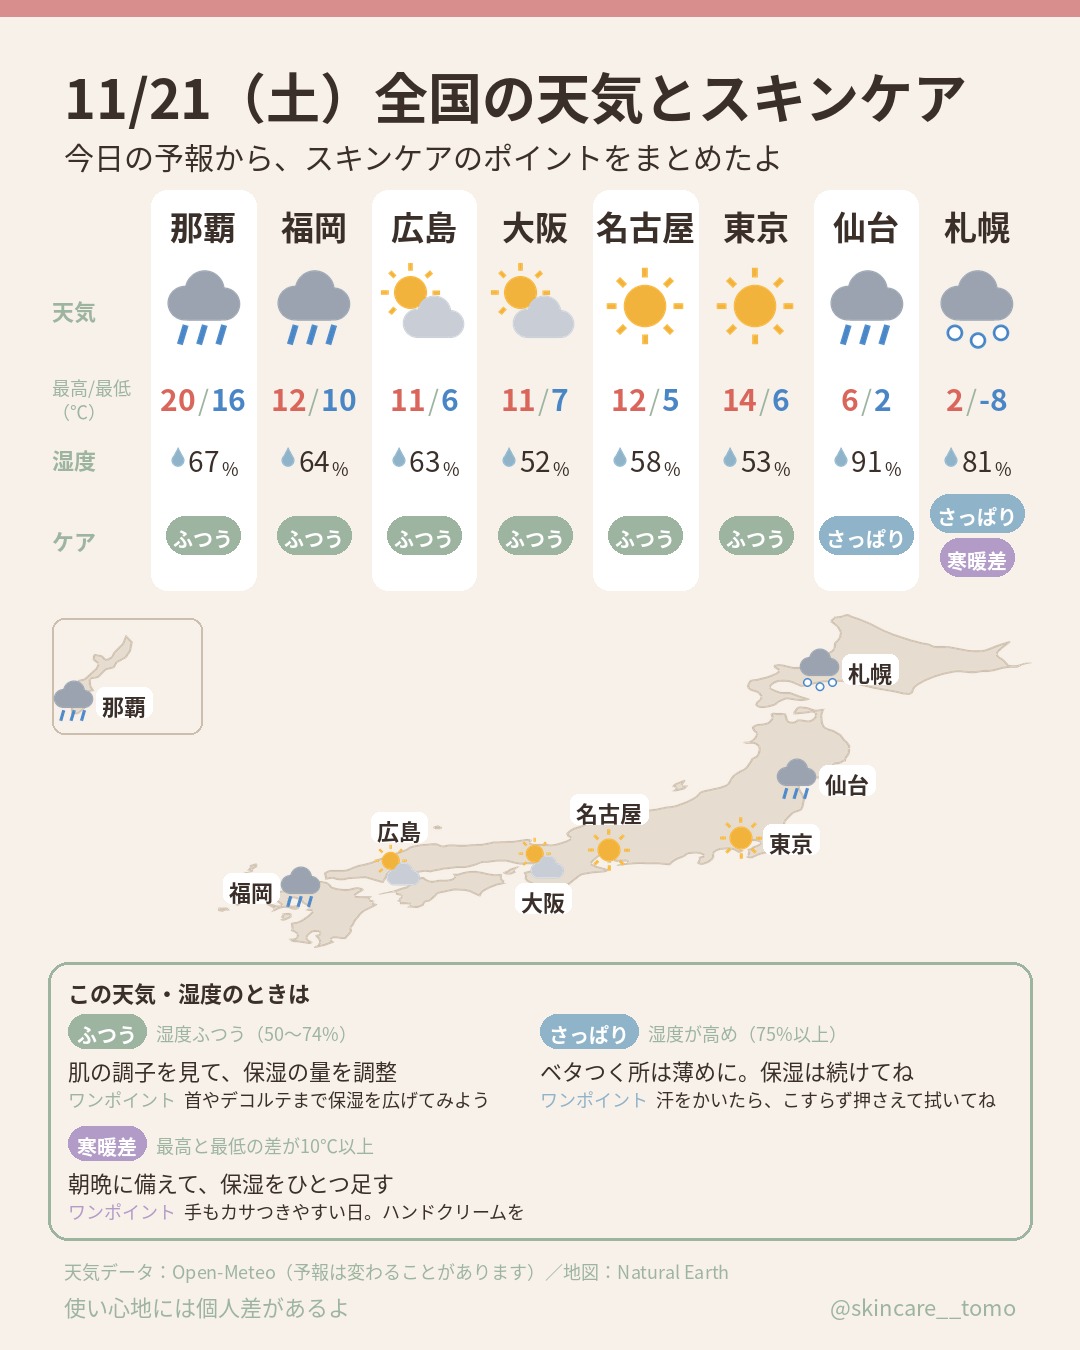 11/21（土）全国の天気とスキンケア
今日の予報から、スキンケアのポイントをまとめたよ
那覇 福岡 広島 大阪 名古屋 東京 仙台 札幌
天気
最高/最低
（℃）
20/16 12/10 11/6 11/7 12/5 14/6 6/2 2/-8
湿度 67% 64% 63% 52% 58% 53% 91% 81%
ケア ふつう ふつう ふつう ふつう ふつう ふつう さっぱり さっぱり
寒暖差
札幌
那覇
仙台
名古屋
広島
東京
福岡
大阪
この天気・湿度のときは
ふつう 湿度ふつう（50〜74%）
肌の調子を見て、保湿の量を調整
ワンポイント 首やデコルテまで保湿を広げてみよう
さっぱり 湿度が高め（75%以上）
ベタつく所は薄めに。保湿は続けてね
ワンポイント 汗をかいたら、こすらず押さえて拭いてね
寒暖差 最高と最低の差が10℃以上
朝晩に備えて、保湿をひとつ足す
ワンポイント 手もカサつきやすい日。ハンドクリームを
天気データ：Open-Meteo（予報は変わることがあります）／地図：Natural Earth
使い心地には個人差があるよ
@skincare__tomo